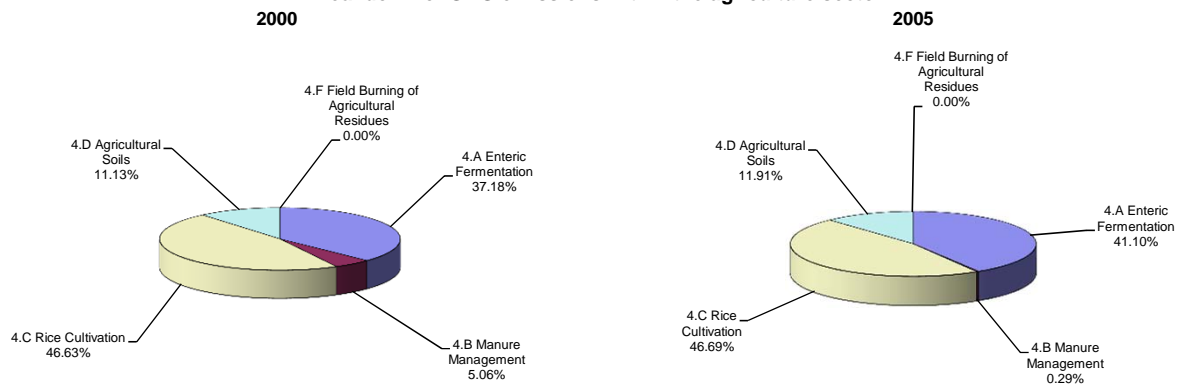 2000
4.F Field Burning of
Agricultural
Residues
0.00%
4.D Agricultural
Soils
11.13%
4.A Enteric
Fermentation
37.18%
4.C Rice Cultivation
46.63%
4.B Manure
Management
5.06%
2005
4.F Field Burning of
Agricultural
Residues
0.00%
4.D Agricultural
Soils
11.91%
4.A Enteric
Fermentation
41.10%
4.C Rice
Cultivation
46.69%
4.B Manure
Management
0.29%